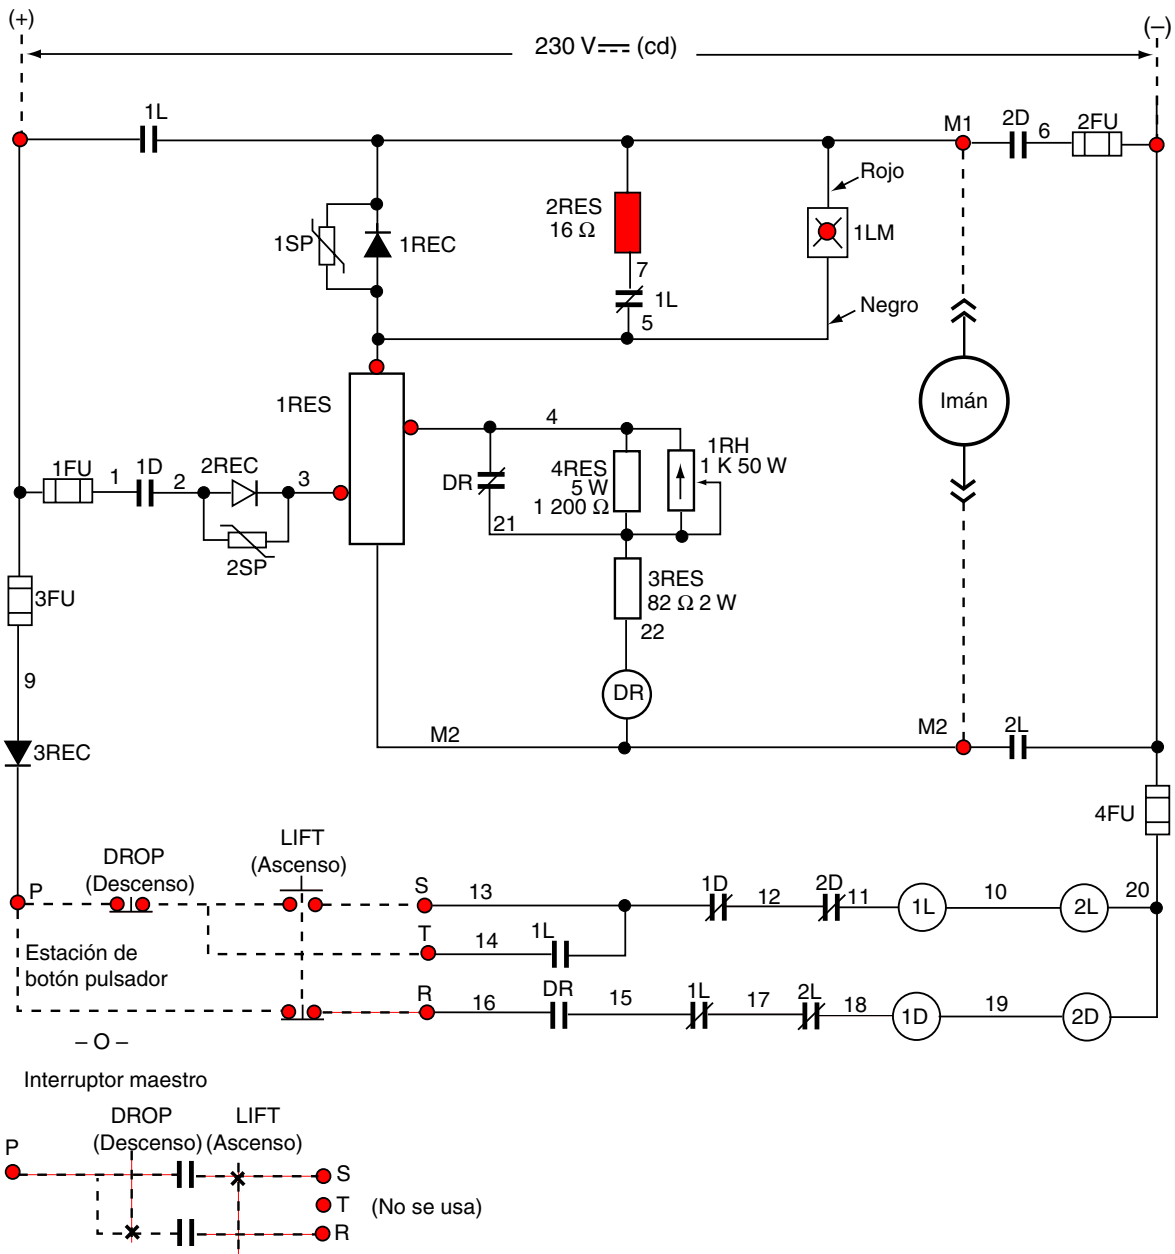 (+)
(–)
230 V (cd)
1L
M1
2D
6
2FU
Rojo
2RES
16 Ω
1SP
1REC
1LM
7
1L
5
Negro
1RES
Imán
4
1RH
1 K 50 W
1FU
1
1D
2
2REC
3
DR
4RES
5 W
1 200 Ω
21
2SP
3FU
3RES
82 Ω 2 W
22
9
DR
M2
M2
2L
3REC
4FU
LIFT
(Ascenso)
DROP
(Descenso)
P
S
13
1D
12
2D
11
1L
10
2L
20
T
14
1L
Estación de
botón pulsador
R
16
DR
15
1L
17
2L
18
1D
19
2D
– O –
Interruptor maestro
DROP
(Descenso)
LIFT
(Ascenso)
P
S
T
(No se usa)
R